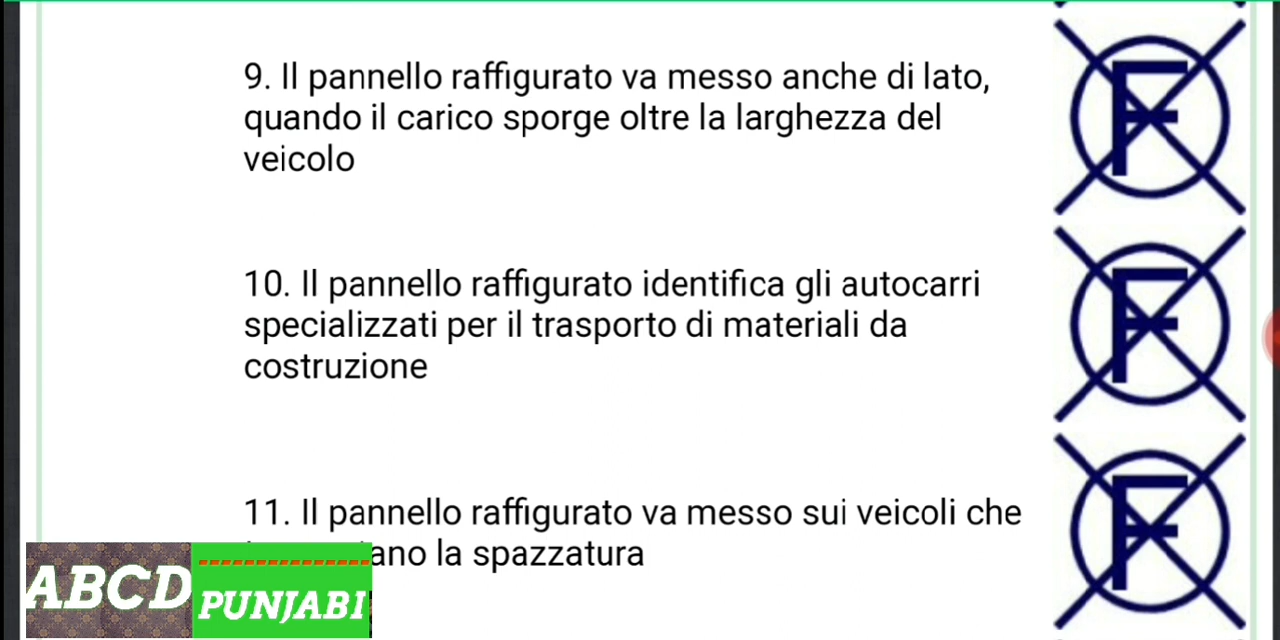 9. Il pannello raffigurato va messo anche di lato,
quando il carico sporge oltre la larghezza del
veicolo
F
10. Il pannello raffigurato identifica gli autocarri
specializzati per il trasporto di materiali da
costruzione
F
11. Il pannello raffigurato va messo sui veicoli che
la spazzatura
F
ABCD
PUNJABI